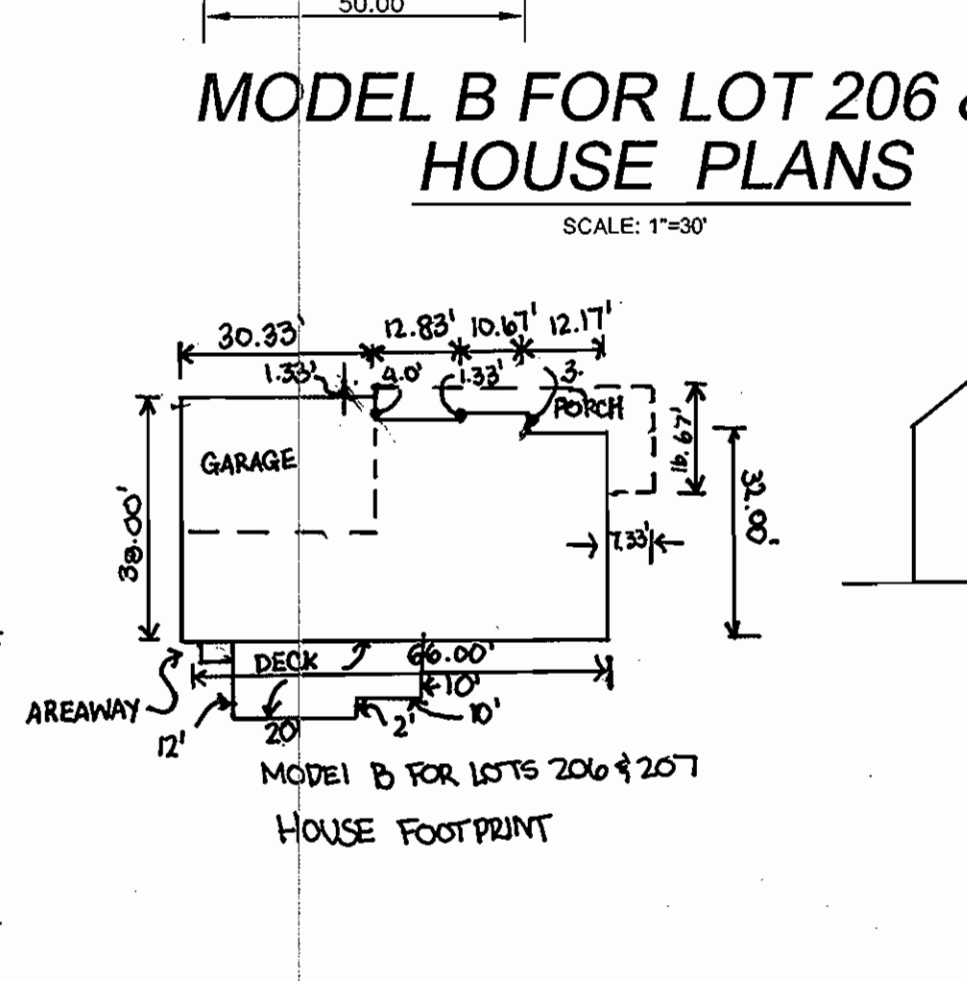 50.00
MODEL B FOR LOT 206
HOUSE PLANS
SCALE: 1"=30'
30.33'
12.83'
10.67'
12.17'
1.33'
4.0'
1.33'
3.
PORCH
GARAGE
16.67'
38.00'
32.00'
7.33'
DECK
66.00'
10'
AREAWAY
12'
20'
2'
10'
MODEL B FOR LOTS 206 & 207
HOUSE FOOTPRINT